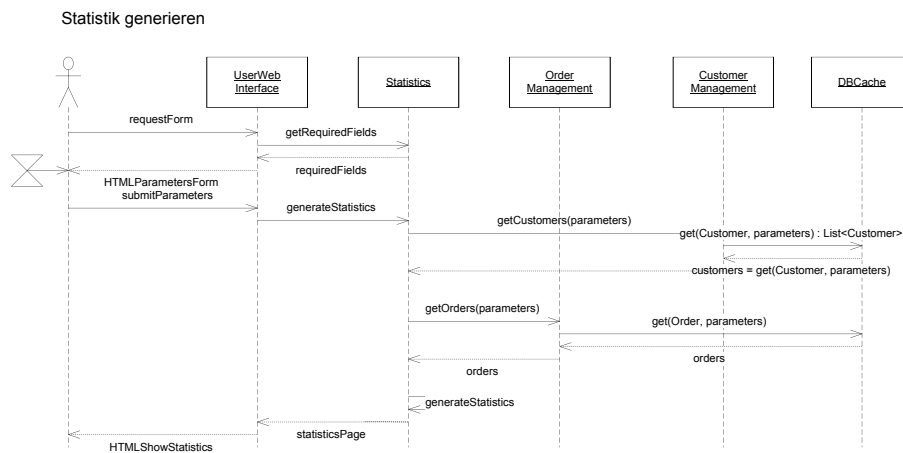 Statistik generieren
UserWeb
Interface
Statistics
Order
Management
Customer
Management
DBCache
requestForm
getRequiredFields
requiredFields
HTMLParametersForm
submitParameters
generateStatistics
getCustomers(parameters)
get(Customer, parameters) : List<Customer>
customers = get(Customer, parameters)
getOrders(parameters)
get(Order, parameters)
orders
orders
generateStatistics
statisticsPage
HTMLShowStatistics